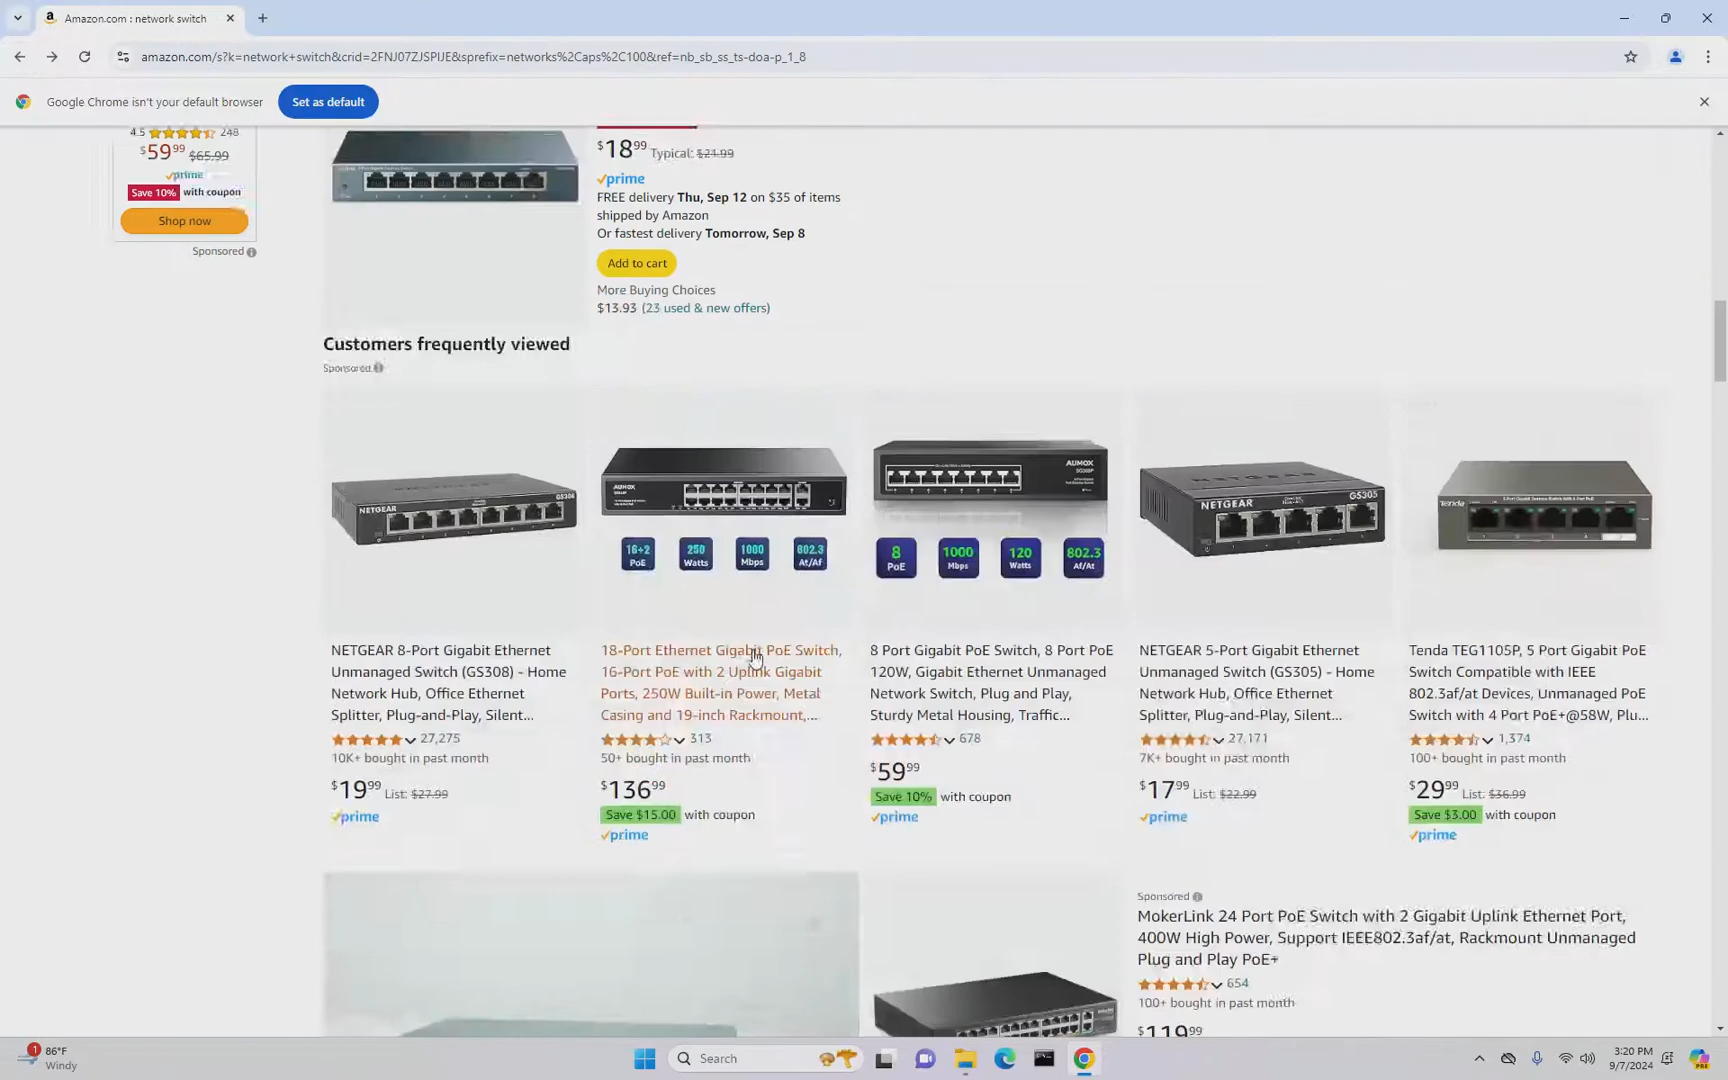 Amazon.com : network switch
amazon.com/s?k=network+switch&crid=2FNJ07ZJSPIJE&sprefix=networks%2Caps%2C100&ref=nb_sb_ss_ts-doa-p_1_8
Google Chrome isn't your default browser
Set as default
4.5 248
$59.99 $65.99
prime
Save 10% with coupon
Shop now
Sponsored
$18.99 Typical: $21.99
prime
FREE delivery Thu, Sep 12 on $35 of items
shipped by Amazon
Or fastest delivery Tomorrow, Sep 8
Add to cart
More Buying Choices
$13.93 (23 used & new offers)
Customers frequently viewed
Sponsored
NETGEAR
GS308
AUMOX
16+2 PoE
250 Watts
1000 Mbps
802.3 At/Af
AUMOX
SG308P
8 PoE
1000 Mbps
120 Watts
802.3 Af/At
NETGEAR
GS305
Tenda
NETGEAR 8-Port Gigabit Ethernet
Unmanaged Switch (GS308) - Home
Network Hub, Office Ethernet
Splitter, Plug-and-Play, Silent...
27,275
10K+ bought in past month
$19.99 List: $27.99
prime
18-Port Ethernet Gigabit PoE Switch,
16-Port PoE with 2 Uplink Gigabit
Ports, 250W Built-in Power, Metal
Casing and 19-inch Rackmount,...
313
50+ bought in past month
$136.99
Save $15.00 with coupon
prime
8 Port Gigabit PoE Switch, 8 Port PoE
120W, Gigabit Ethernet Unmanaged
Network Switch, Plug and Play,
Sturdy Metal Housing, Traffic...
678
$59.99
Save 10% with coupon
prime
NETGEAR 5-Port Gigabit Ethernet
Unmanaged Switch (GS305) - Home
Network Hub, Office Ethernet
Splitter, Plug-and-Play, Silent...
27,171
7K+ bought in past month
$17.99 List: $22.99
prime
Tenda TEG1105P, 5 Port Gigabit PoE
Switch Compatible with IEEE
802.3af/at Devices, Unmanaged PoE
Switch with 4 Port PoE+@58W, Plu...
1,374
100+ bought in past month
$29.99 List: $36.99
Save $3.00 with coupon
prime
Sponsored
MokerLink 24 Port PoE Switch with 2 Gigabit Uplink Ethernet Port,
400W High Power, Support IEEE802.3af/at, Rackmount Unmanaged
Plug and Play PoE+
654
100+ bought in past month
$119.99
1
86°F
Windy
Search
3:20 PM
9/7/2024